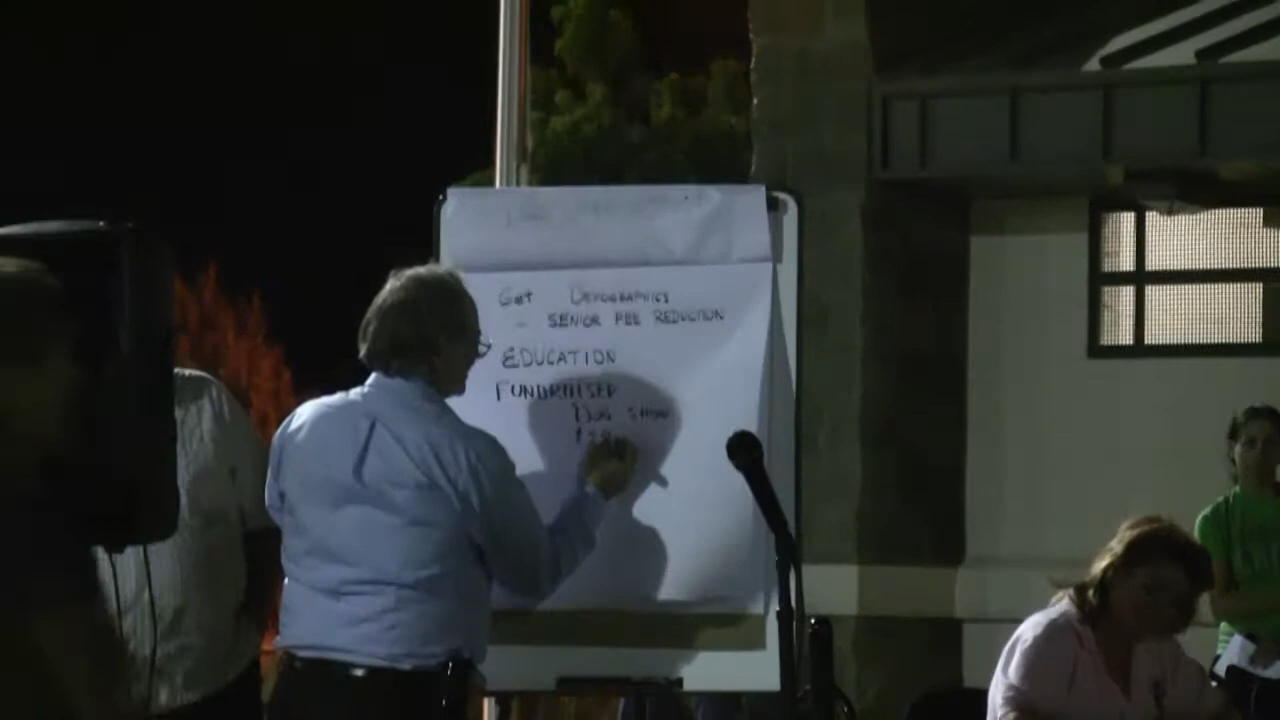 Get DEMOGRAPHICS
- SENIOR FEE REDUCTION
EDUCATION
FUNDRAISER
DOG SHOW